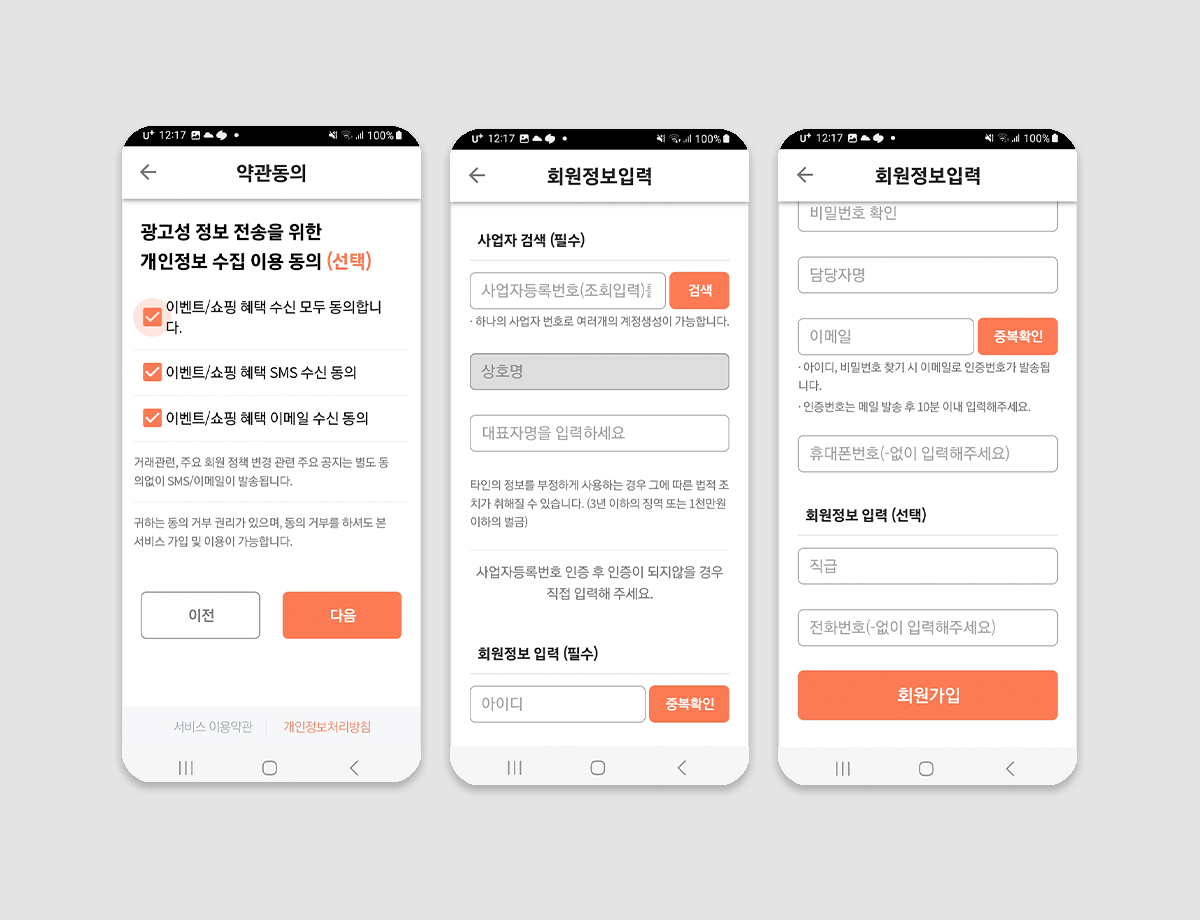 U+ 12:17
100%
약관동의
광고성 정보 전송을 위한
개인정보 수집 이용 동의 (선택)
이벤트/쇼핑 혜택 수신 모두 동의합니
다.
이벤트/쇼핑 혜택 SMS 수신 동의
이벤트/쇼핑 혜택 이메일 수신 동의
거래관련, 주요 회원 정책 변경 관련 주요 공지는 별도 동
의없이 SMS/이메일이 발송됩니다.
귀하는 동의 거부 권리가 있으며, 동의 거부를 하셔도 본
서비스 가입 및 이용이 가능합니다.
이전
다음
서비스 이용약관
개인정보처리방침
U+ 12:17
100%
회원정보입력
사업자 검색 (필수)
사업자등록번호(조회입력)
검색
· 하나의 사업자 번호로 여러개의 계정생성이 가능합니다.
상호명
대표자명을 입력하세요
타인의 정보를 부정하게 사용하는 경우 그에 따른 법적 조
치가 취해질 수 있습니다. (3년 이하의 징역 또는 1천만원
이하의 벌금)
사업자등록번호 인증 후 인증이 되지않을 경우
직접 입력해 주세요.
회원정보 입력 (필수)
아이디
중복확인
U+ 12:17
100%
회원정보입력
비밀번호 확인
담당자명
이메일
중복확인
· 아이디, 비밀번호 찾기 시 이메일로 인증번호가 발송됩
니다.
· 인증번호는 메일 발송 후 10분 이내 입력해주세요.
휴대폰번호(-없이 입력해주세요)
회원정보 입력 (선택)
직급
전화번호(-없이 입력해주세요)
회원가입